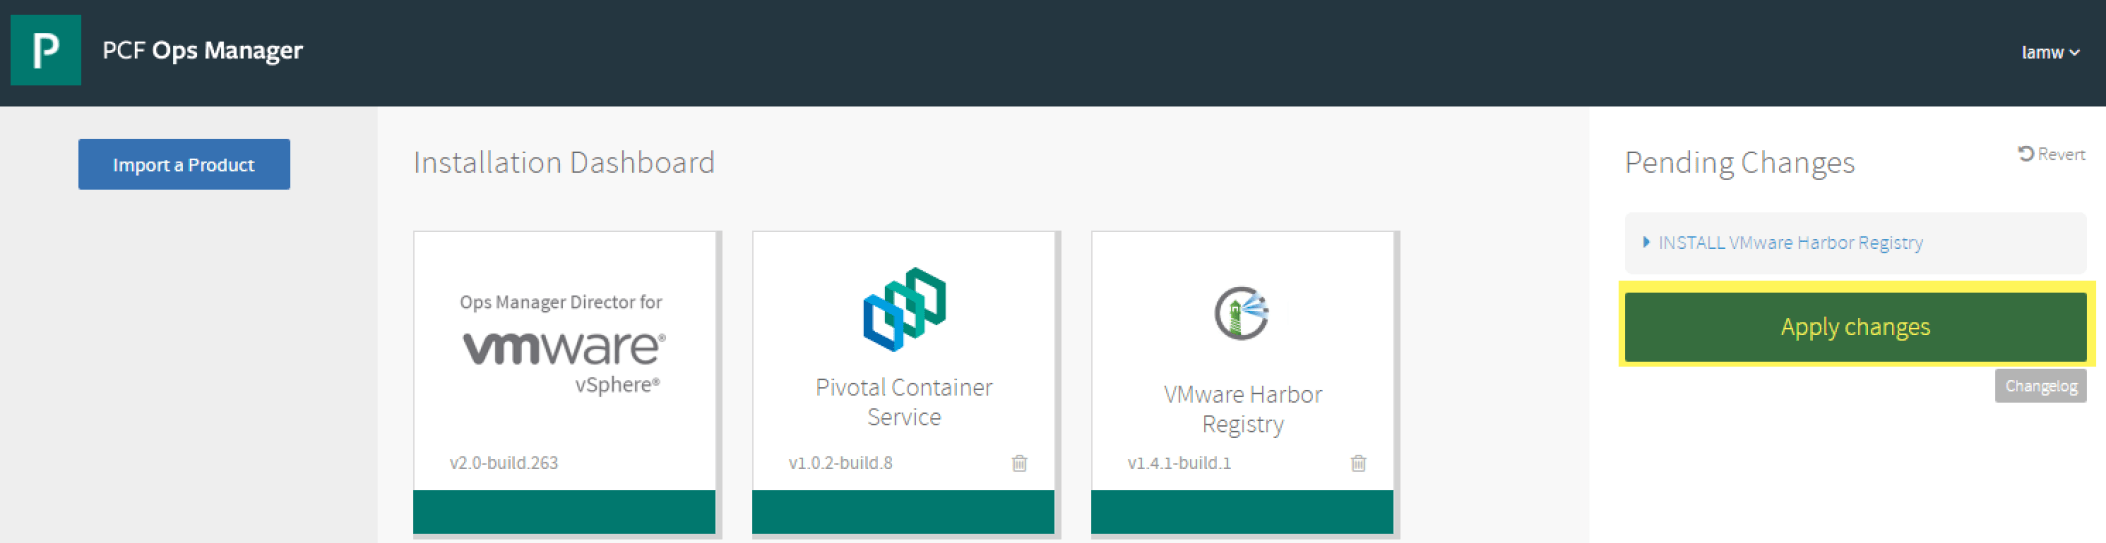 P
PCF Ops Manager
lamw
Import a Product
Installation Dashboard
Ops Manager Director for
vmware®
vSphere®
v2.0-build.263
Pivotal Container
Service
v1.0.2-build.8
VMware Harbor
Registry
v1.4.1-build.1
Pending Changes
Revert
INSTALL VMware Harbor Registry
Apply changes
Changelog